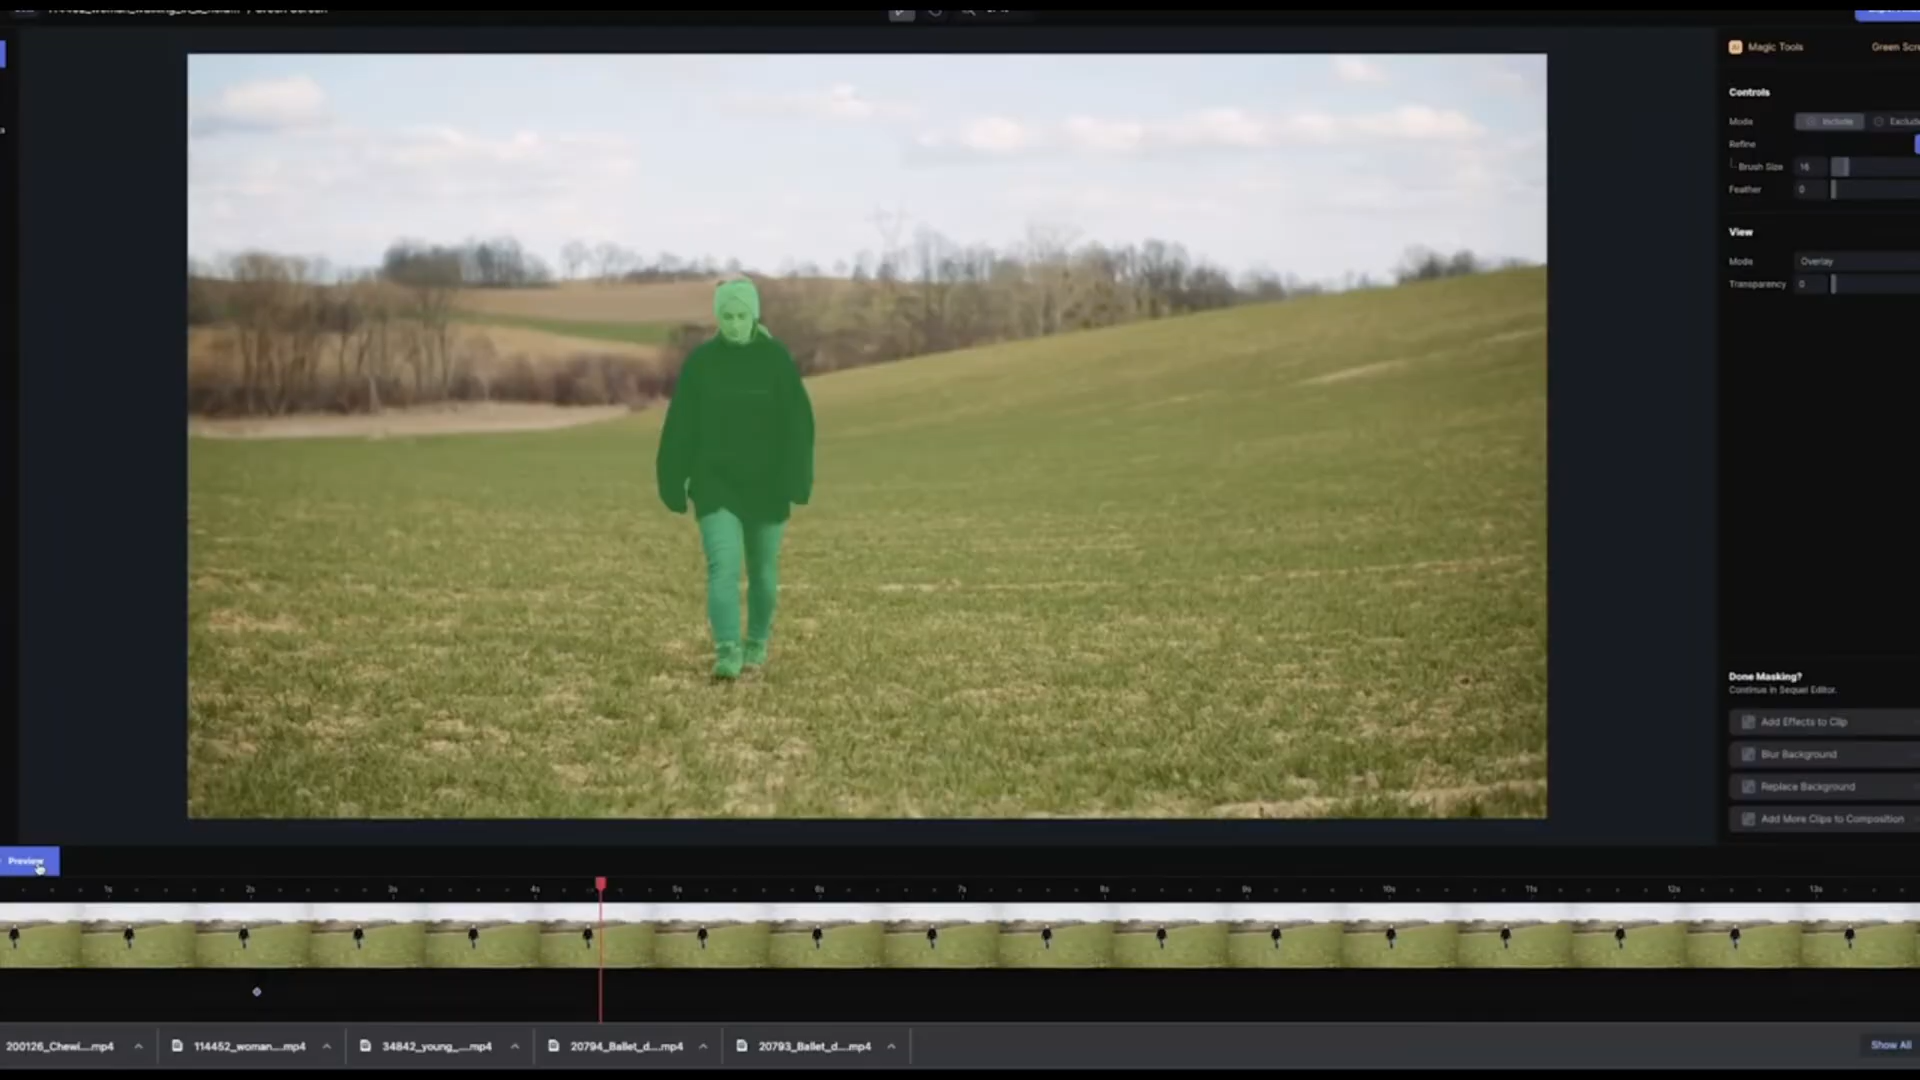 Magic Tools
Green Scre
Controls
Mode Include Exclude
Refine
Brush Size 16
Feather 0
View
Mode Overlay
Transparency 0
Done Masking?
Continue in Sequel Editor.
Add Effects to Clip
Blur Background
Replace Background
Add More Clips to Composition
Preview
1s 2s 3s 4s 5s 6s 7s 8s 9s 10s 11s 12s 13s
200126_Chewi....mp4 114452_woman....mp4 34842_young_....mp4 20794_Ballet_d....mp4 20793_Ballet_d....mp4 Show All